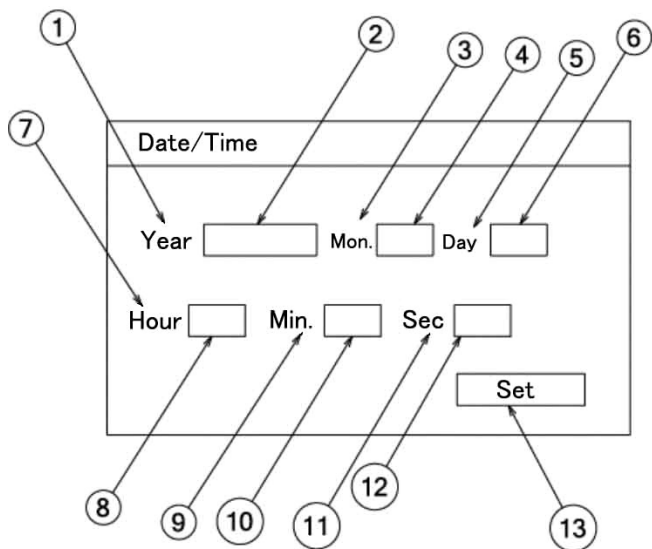 ① ② ③ ④ ⑤ ⑥
⑦
Date/Time
Year Mon. Day
Hour Min. Sec
Set
⑧ ⑨ ⑩ ⑪ ⑫ ⑬